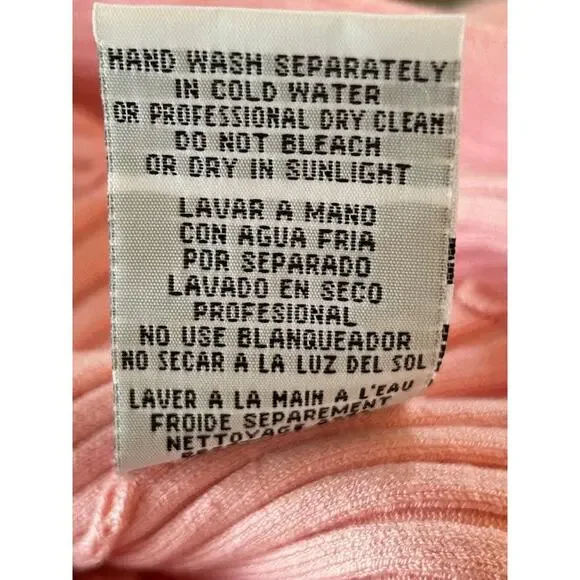 HAND WASH SEPARATELY
IN COLD WATER
OR PROFESSIONAL DRY CLEAN
DO NOT BLEACH
OR DRY IN SUNLIGHT
LAVAR A MANO
CON AGUA FRIA
POR SEPARADO
LAVADO EN SECO
PROFESIONAL
NO USE BLANQUEADOR
NO SECAR A LA LUZ DEL SOL
LAVER A LA MAIN A L'EAU
FROIDE SEPAREMENT
NETTOYAGE